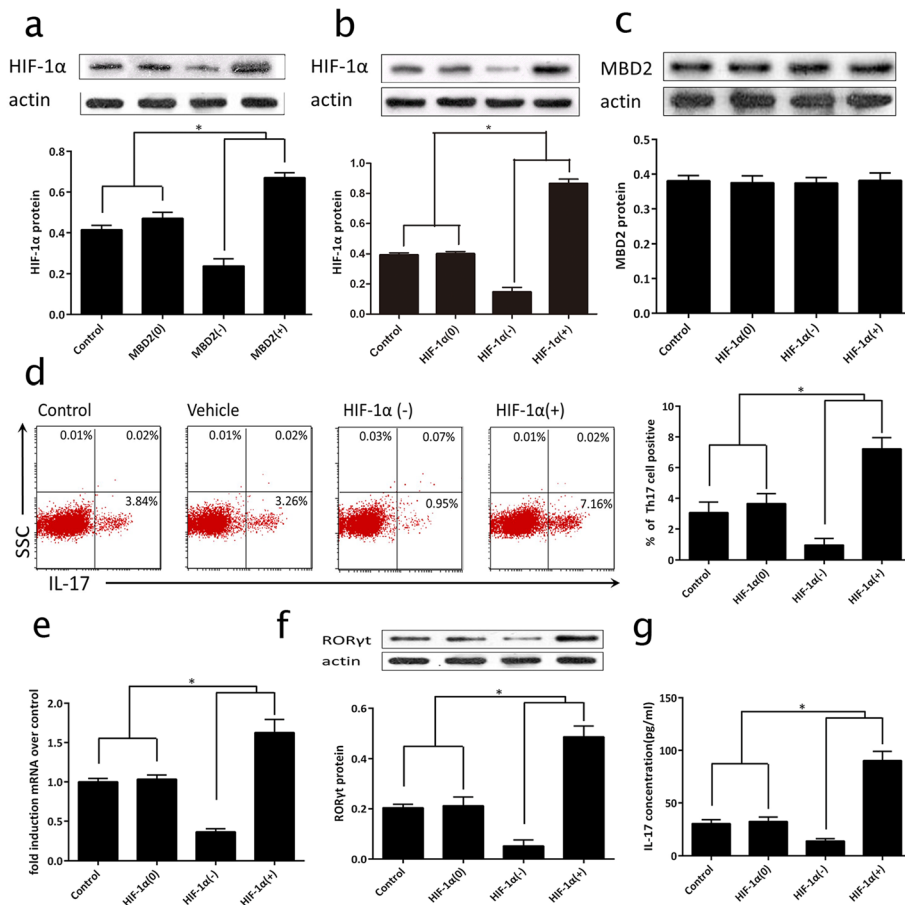 a
HIF-1α
actin
*
HIF-1α protein
0.8
0.6
0.4
0.2
0.0
Control
MBD2(0)
MBD2(-)
MBD2(+)
b
HIF-1α
actin
*
HIF-1α protein
1.0
0.8
0.6
0.4
0.2
0.0
Control
HIF-1α(0)
HIF-1α(-)
HIF-1α(+)
c
MBD2
actin
MBD2 protein
0.5
0.4
0.3
0.2
0.1
0.0
Control
HIF-1α(0)
HIF-1α(-)
HIF-1α(+)
d
Control
0.01%
0.02%
3.84%
Vehicle
0.01%
0.02%
3.26%
HIF-1α (-)
0.03%
0.07%
0.95%
HIF-1α(+)
0.01%
0.02%
7.16%
SSC
IL-17
*
% of Th17 cell positive
10
8
6
4
2
0
Control
HIF-1α(0)
HIF-1α(-)
HIF-1α(+)
e
*
fold induction mRNA over control
2.0
1.5
1.0
0.5
0.0
Control
HIF-1α(0)
HIF-1α(-)
HIF-1α(+)
f
RORγt
actin
*
RORγt protein
0.6
0.4
0.2
0.0
Control
HIF-1α(0)
HIF-1α(-)
HIF-1α(+)
g
*
IL-17 concentration(pg/ml)
150
100
50
0
Control
HIF-1α(0)
HIF-1α(-)
HIF-1α(+)